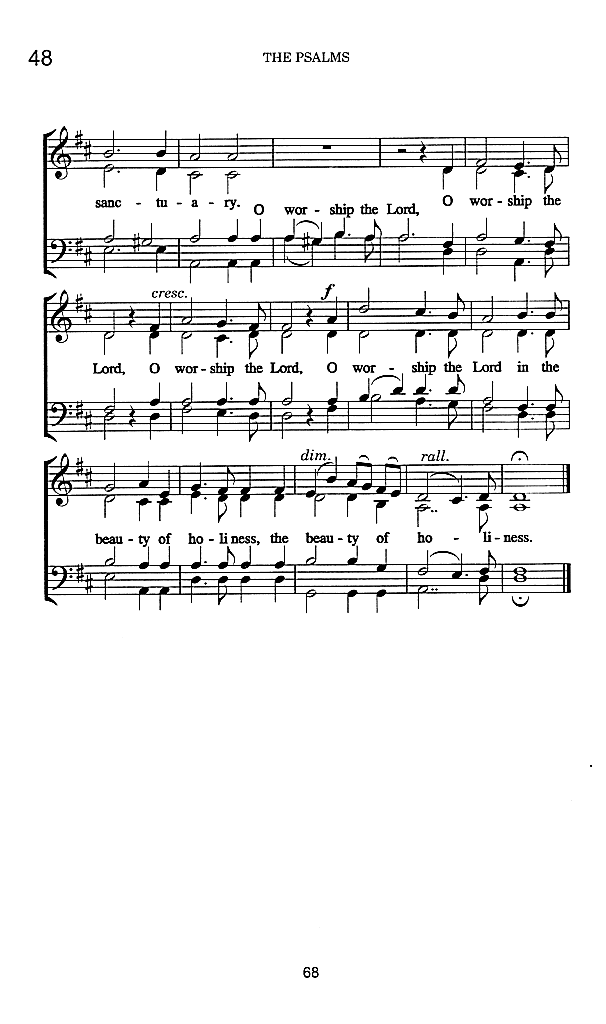 48
THE PSALMS
sanc - tu - a - ry. O wor - ship the Lord, O wor - ship the
cresc. f
Lord, O wor - ship the Lord, O wor - ship the Lord in the
dim. rall.
beau - ty of ho - li ness, the beau - ty of ho - li - ness.
68